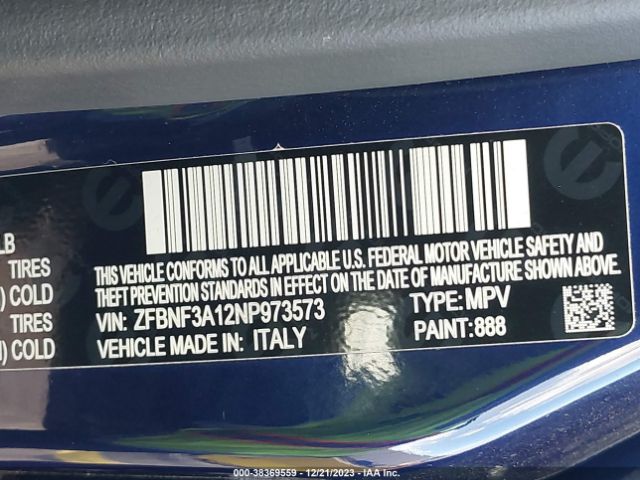 LB
TIRES
) COLD
TIRES
) COLD
THIS VEHICLE CONFORMS TO ALL APPLICABLE U.S. FEDERAL MOTOR VEHICLE SAFETY AND
THEFT PREVENTION STANDARDS IN EFFECT ON THE DATE OF MANUFACTURE SHOWN ABOVE.
VIN: ZFBNF3A12NP973573 TYPE: MPV
VEHICLE MADE IN: ITALY PAINT:888
000-38369559 - 12/21/2023 - IAA Inc.